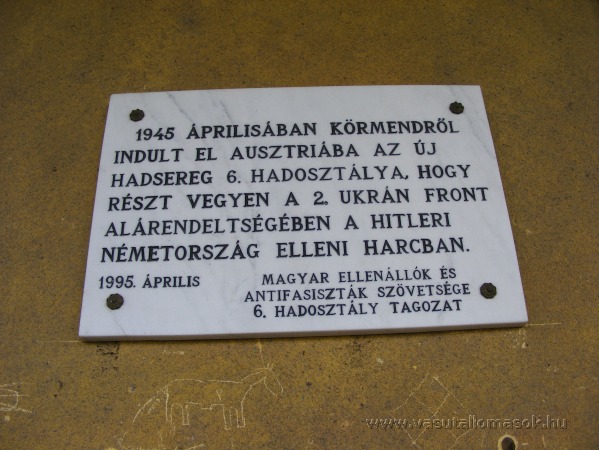 1945 ÁPRILISÁBAN KÖRMENDRŐL
INDULT EL AUSZTRIÁBA AZ ÚJ
HADSEREG 6. HADOSZTÁLYA, HOGY
RÉSZT VEGYEN A 2. UKRÁN FRONT
ALÁRENDELTSÉGÉBEN A HITLERI
NÉMETORSZÁG ELLENI HARCBAN.
1995. ÁPRILIS
MAGYAR ELLENÁLLÓK ÉS
ANTIFASISZTÁK SZÖVETSÉGE
6. HADOSZTÁLY TAGOZAT
www.vasutallomasok.hu